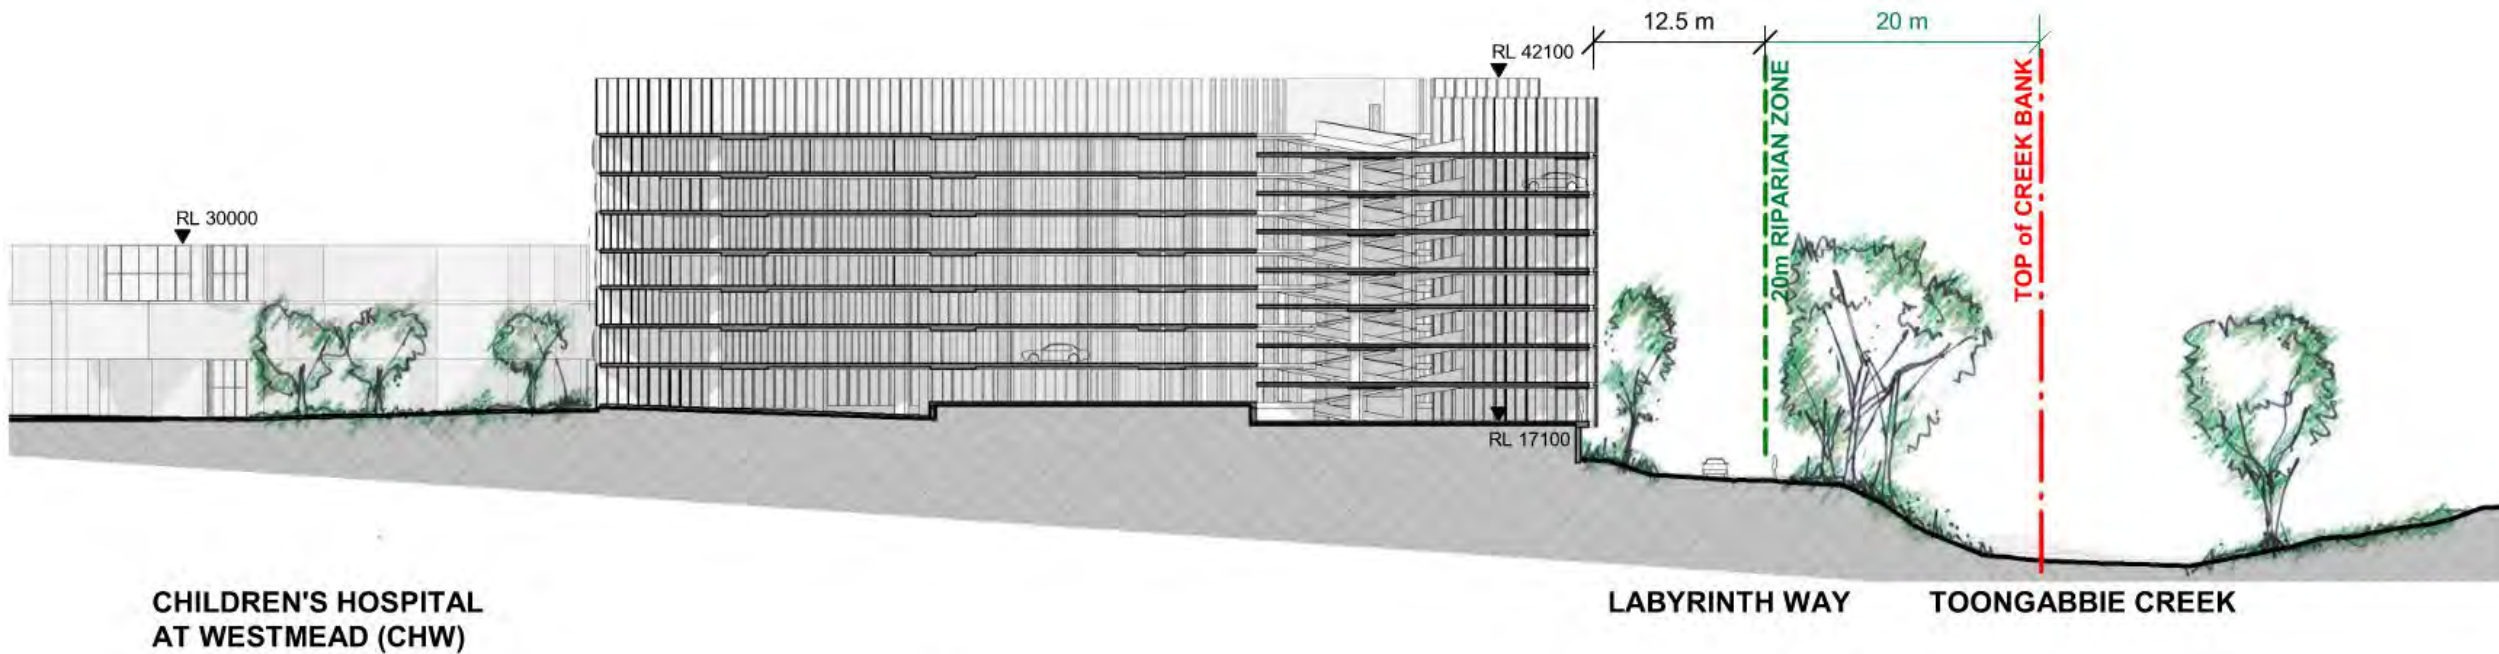 12.5 m
20 m
RL 42100
20m RIPARIAN ZONE
TOP of CREEK BANK
RL 30000
RL 17100
CHILDREN'S HOSPITAL
AT WESTMEAD (CHW)
LABYRINTH WAY
TOONGABBIE CREEK